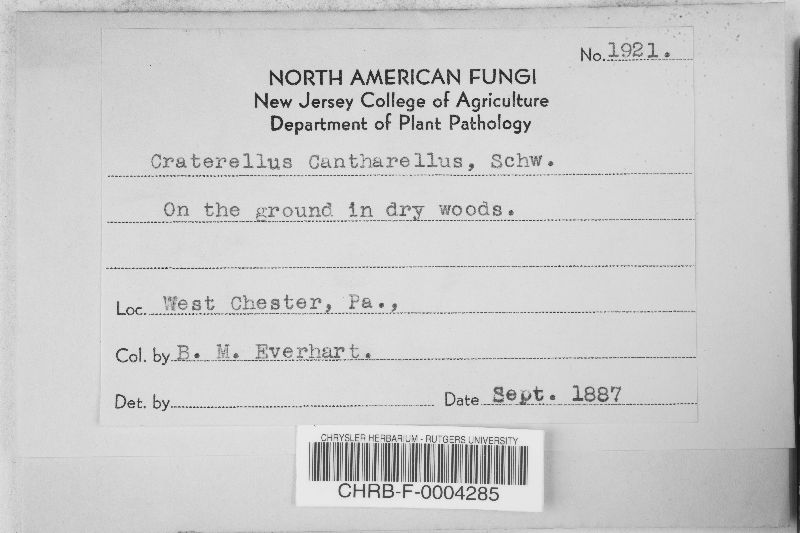 No. 1921.
NORTH AMERICAN FUNGI
New Jersey College of Agriculture
Department of Plant Pathology
Craterellus Cantharellus, Schw.
On the ground in dry woods.
Loc. West Chester, Pa.,
Col. by B. M. Everhart.
Det. by
Date Sept. 1887
CHRYSLER HERBARIUM - RUTGERS UNIVERSITY
CHRB-F-0004285